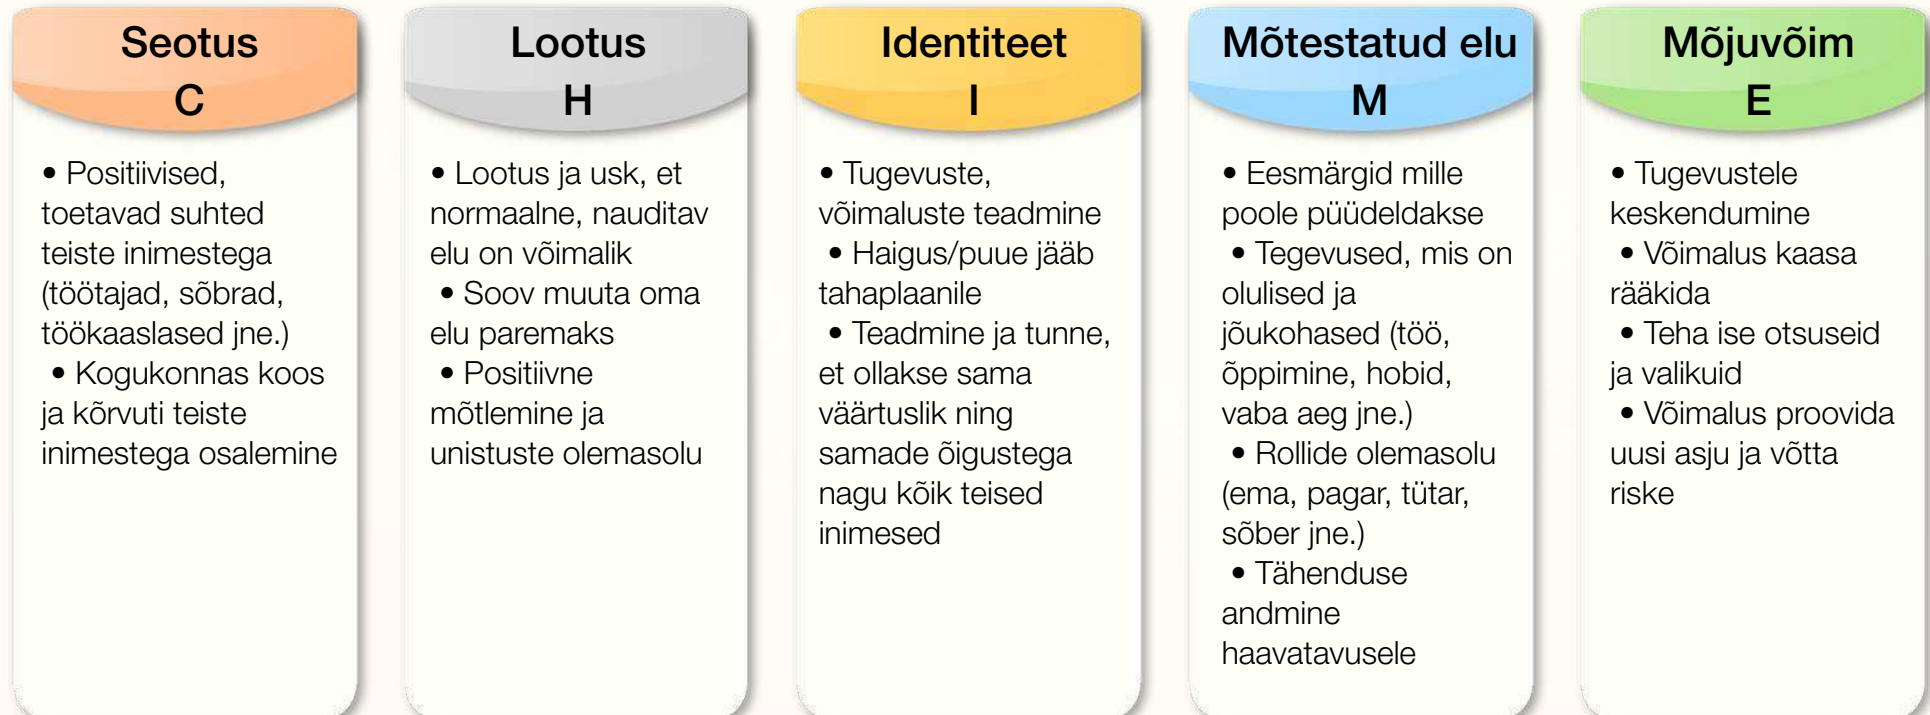 Seotus
C
• Positiivised,
toetavad suhted
teiste inimestega
(töötajad, sõbrad,
töökaaslased jne.)
• Kogukonnas koos
ja kõrvuti teiste
inimestega osalemine
Lootus
H
• Lootus ja usk, et
normaalne, nauditav
elu on võimalik
• Soov muuta oma
elu paremaks
• Positiivne
mõtlemine ja
unistuste olemasolu
Identiteet
I
• Tugevuste,
võimaluste teadmine
• Haigus/puue jääb
tahaplaanile
• Teadmine ja tunne,
et ollakse sama
väärtuslik ning
samade õigustega
nagu kõik teised
inimesed
Mõtestatud elu
M
• Eesmärgid mille
poole püüdeldakse
• Tegevused, mis on
olulised ja
jõukohased (töö,
õppimine, hobid,
vaba aeg jne.)
• Rollide olemasolu
(ema, pagar, tütar,
sõber jne.)
• Tähenduse
andmine
haavatavusele
Mõjuvõim
E
• Tugevustele
keskendumine
• Võimalus kaasa
rääkida
• Teha ise otsuseid
ja valikuid
• Võimalus proovida
uusi asju ja võtta
riske